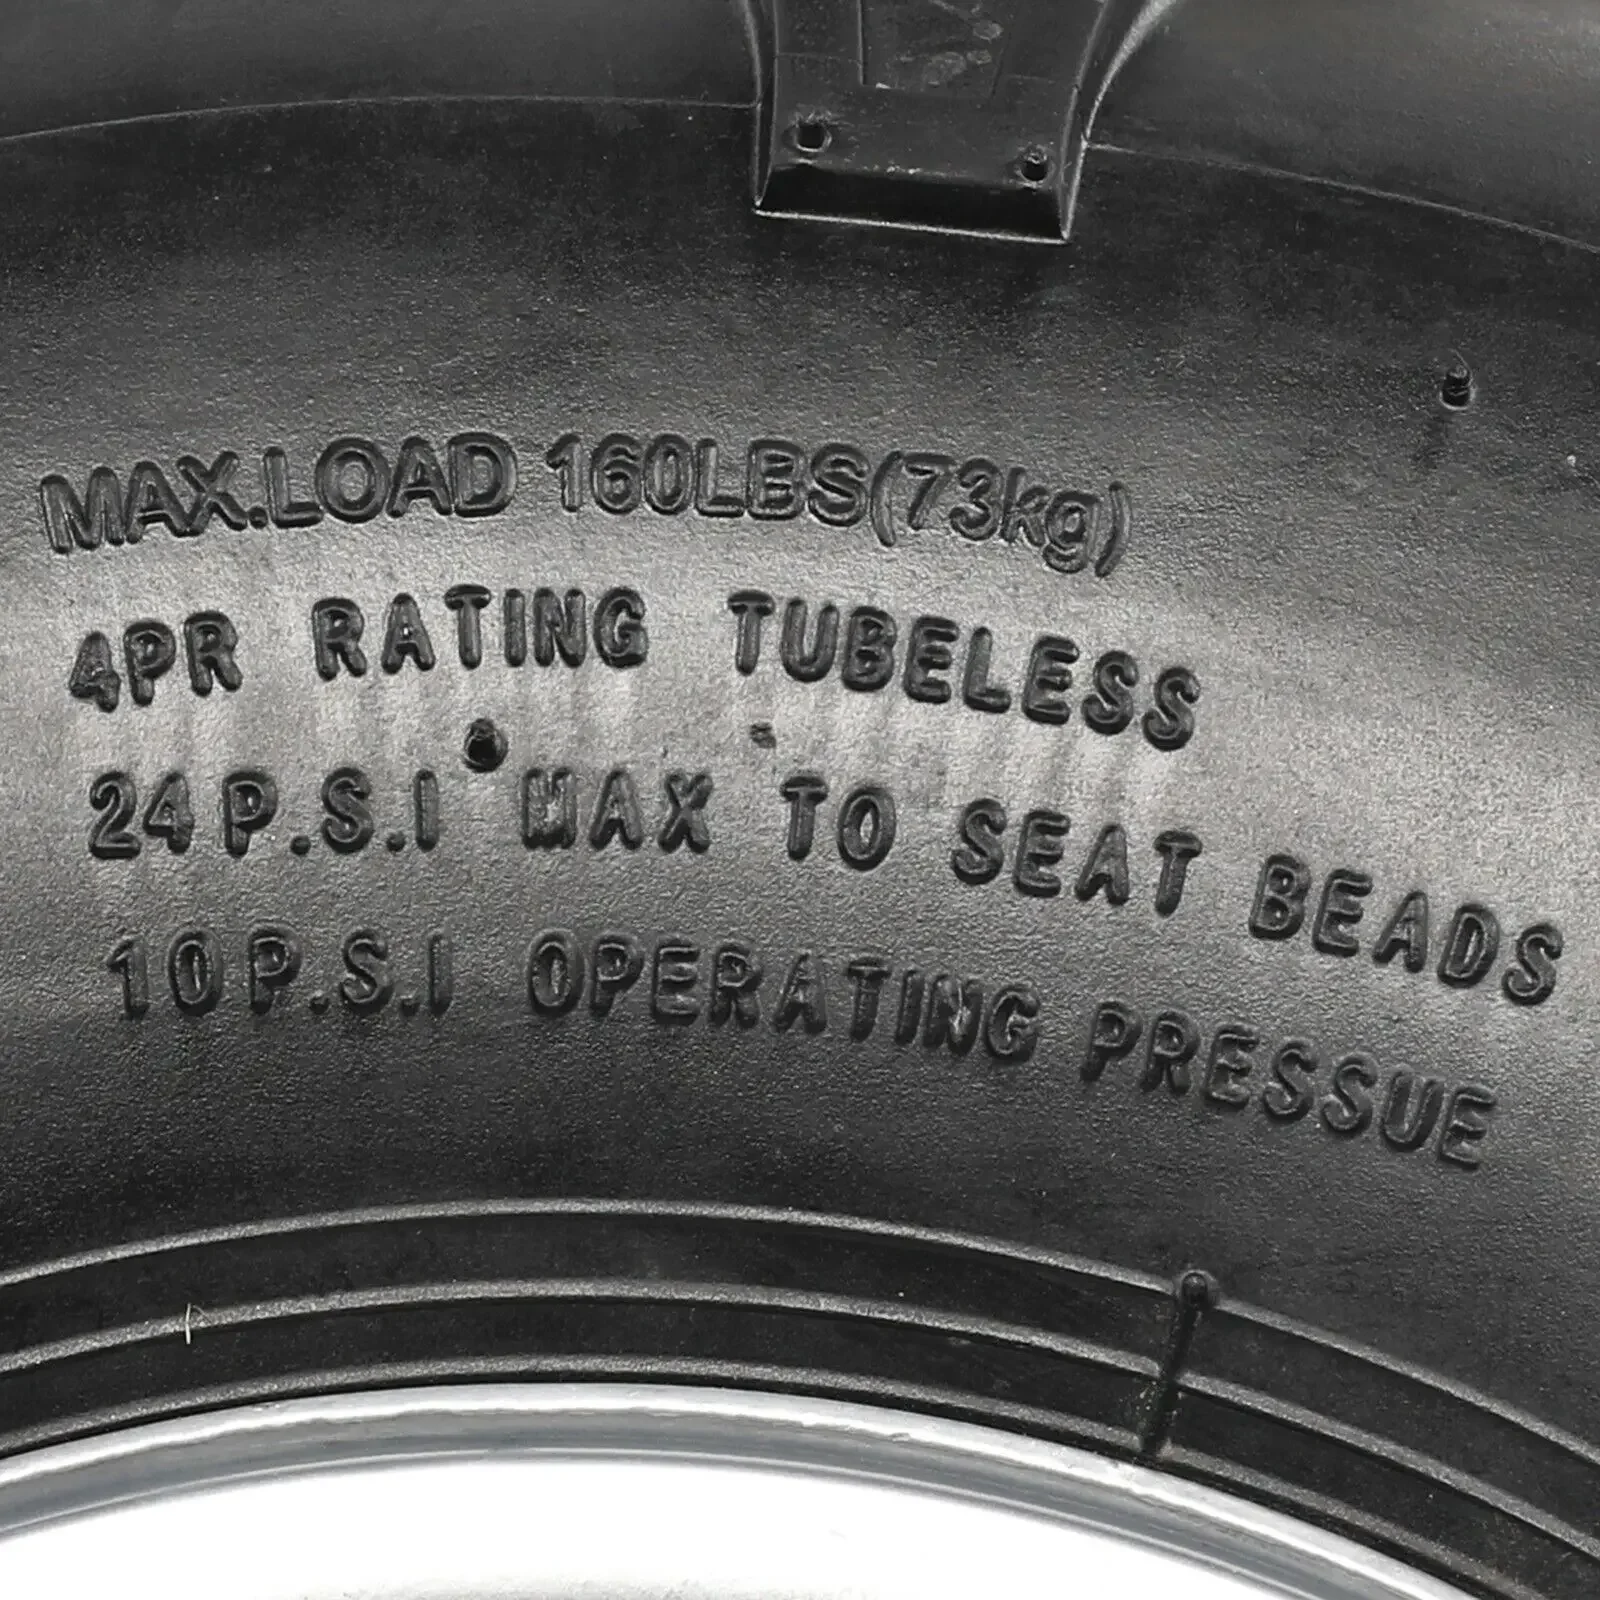 MAX.LOAD 160LBS(73kg)
4PR RATING TUBELESS
24P.S.I MAX TO SEAT BEADS
10P.S.I OPERATING PRESSUE